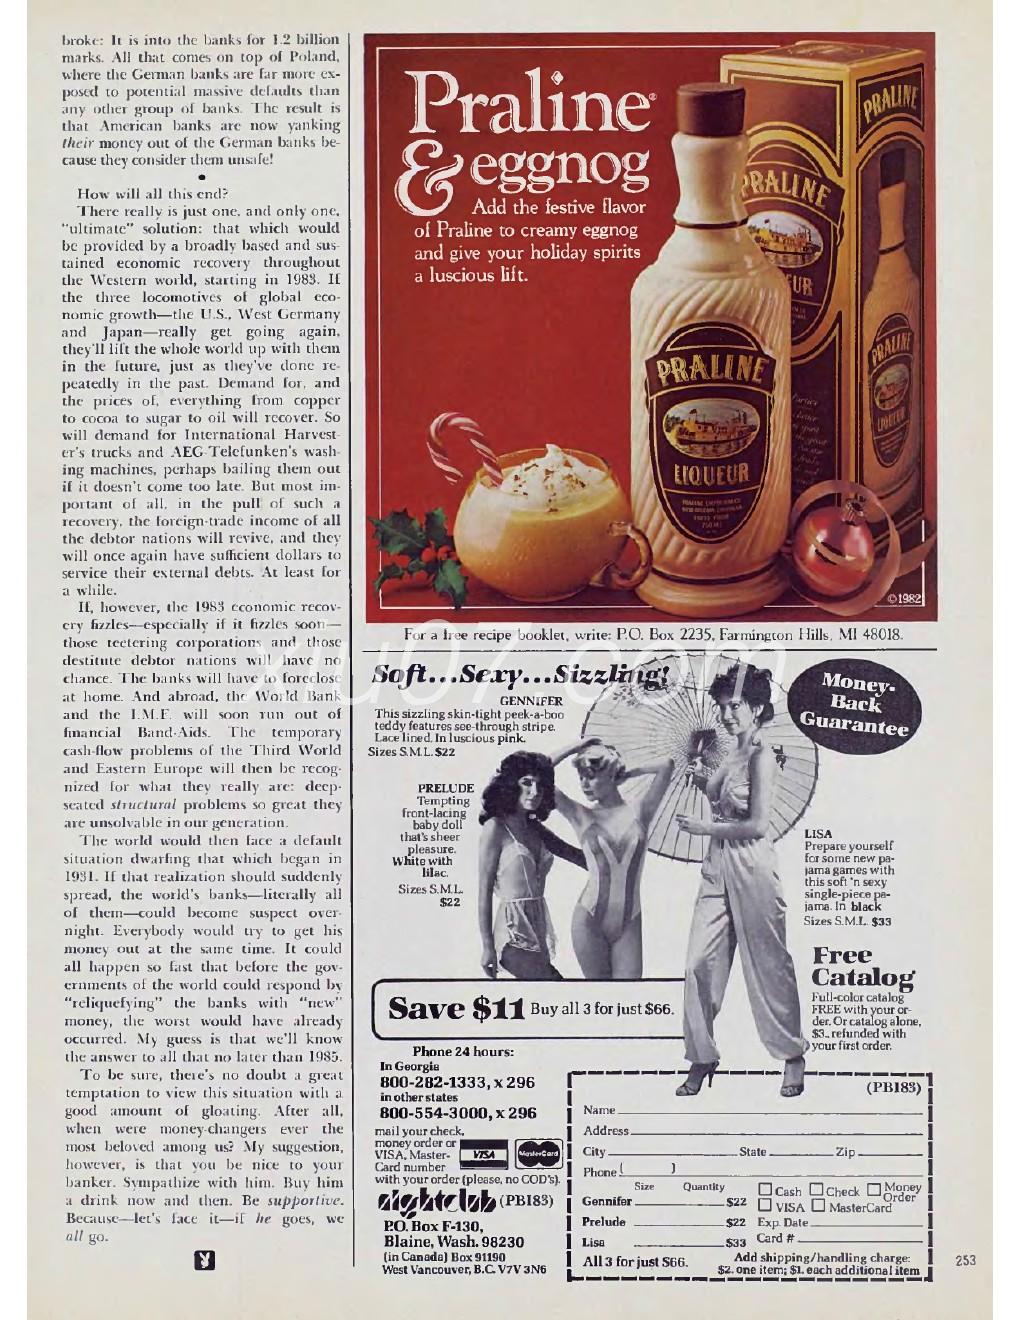 broke: It is into the banks for 1.2 billion
marks. All that comes on top of Poland,
where the German banks are far more ex-
posed to potential massive defaults than
any other group of banks. The result is
that American banks are now yanking
their money out of the German banks be-
cause they consider them unsafe!
•
How will all this end?
There really is just one, and only one,
"ultimate" solution: that which would
be provided by a broadly based and sus-
tained economic recovery throughout
the Western world, starting in 1983. If
the three locomotives of global eco-
nomic growth—the U.S., West Germany
and Japan—really get going again,
they'll lift the whole world up with them
in the future, just as they've done re-
peatedly in the past. Demand for, and
the prices of, everything from copper
to cocoa to sugar to oil will recover. So
will demand for International Harvest-
er's trucks and AEG-Telefunken's wash-
ing machines, perhaps bailing them out
if it doesn't come too late. But most im-
portant of all, in the pull of such a
recovery, the foreign-trade income of all
the debtor nations will revive, and they
will once again have sufficient dollars to
service their external debts. At least for
a while.
If, however, the 1983 economic recov-
ery fizzles—especially if it fizzles soon—
those teetering corporations and those
destitute debtor nations will have no
chance. The banks will have to foreclose
at home. And abroad, the World Bank
and the I.M.F. will soon run out of
financial Band-Aids. The temporary
cash-flow problems of the Third World
and Eastern Europe will then be recog-
nized for what they really are: deep-
seated structural problems so great they
are unsolvable in our generation.
The world would then face a default
situation dwarfing that which began in
1931. If that realization should suddenly
spread, the world's banks—literally all
of them—could become suspect over-
night. Everybody would try to get his
money out at the same time. It could
all happen so fast that before the gov-
ernments of the world could respond by
"reliquefying" the banks with "new"
money, the worst would have already
occurred. My guess is that we'll know
the answer to all that no later than 1985.
To be sure, there's no doubt a great
temptation to view this situation with a
good amount of gloating. After all,
when were money-changers ever the
most beloved among us? My suggestion,
however, is that you be nice to your
banker. Sympathize with him. Buy him
a drink now and then. Be supportive.
Because—let's face it—if he goes, we
all go.
Praline®
& eggnog
Add the festive flavor
of Praline to creamy eggnog
and give your holiday spirits
a luscious lift.
PRALINE
LIQUEUR
PRALINE
PRALINE
LIQUEUR
PRALINE
LIQUEUR
©1982
For a free recipe booklet, write: P.O. Box 2235, Farmington Hills, MI 48018.
xiu07.com
Soft...Sexy...Sizzling!
GENNIFER
This sizzling skin-tight peek-a-boo
teddy features see-through stripe.
Lace lined. In luscious pink.
Sizes S.M.L. $22
Money-
Back
Guarantee
PRELUDE
Tempting
front-lacing
baby doll
that's sheer
pleasure.
White with
lilac.
Sizes S.M.L.
$22
LISA
Prepare yourself
for some new pa-
jama games with
this soft 'n sexy
single-piece pa-
jama. In black
Sizes S.M.L. $33
Free
Catalog
Full-color catalog
FREE with your or-
der. Or catalog alone,
$3., refunded with
your first order.
Save $11 Buy all 3 for just $66.
Phone 24 hours:
In Georgia
800-282-1333, x 296
in other states
800-554-3000, x 296
mail your check,
money order or
VISA, Master-
Card number
with your order (please, no COD's).
VISA
MasterCard
nightclub (PB183)
P.O. Box F-130,
Blaine, Wash. 98230
(in Canada) Box 91190
West Vancouver, B.C. V7V 3N6
(PB183)
Name
Address
City State Zip
Phone ( )
Size Quantity
Gennifer $22
Prelude $22
Lisa $33
All 3 for just $66.
Cash Check Money Order
VISA MasterCard
Exp. Date
Card #
Add shipping/handling charge:
$2. one item; $1. each additional item
253